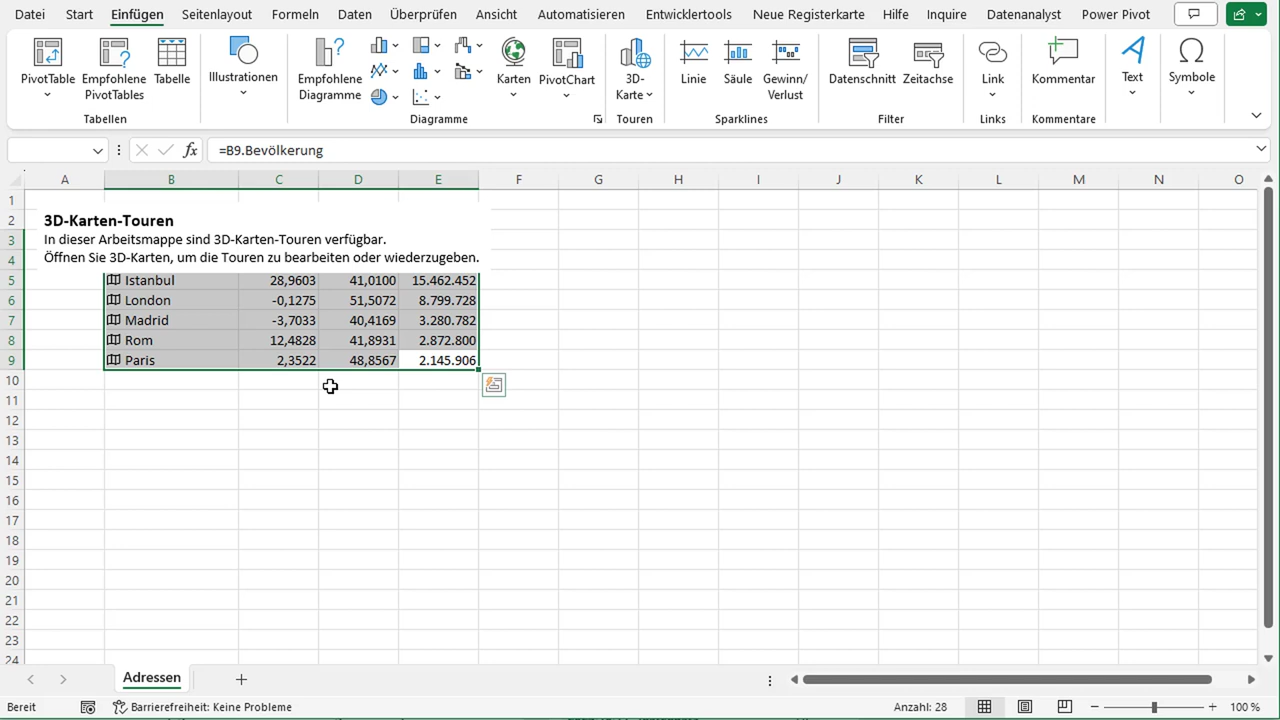 Datei Start Einfügen Seitenlayout Formeln Daten Überprüfen Ansicht Automatisieren Entwicklertools Neue Registerkarte Hilfe Inquire Datenanalyst Power Pivot
PivotTable
Empfohlene PivotTables
Tabelle
Tabellen
Illustrationen
Empfohlene Diagramme
Karten
PivotChart
Diagramme
3D-Karte
Touren
Linie
Säule
Gewinn/Verlust
Sparklines
Datenschnitt
Zeitachse
Filter
Link
Links
Kommentar
Kommentare
Text
Symbole
fx =B9.Bevölkerung
A B C D E F G H I J K L M N O
1
2
3D-Karten-Touren
3 In dieser Arbeitsmappe sind 3D-Karten-Touren verfügbar.
4 Öffnen Sie 3D-Karten, um die Touren zu bearbeiten oder wiederzugeben.
5 Istanbul 28,9603 41,0100 15.462.452
6 London -0,1275 51,5072 8.799.728
7 Madrid -3,7033 40,4169 3.280.782
8 Rom 12,4828 41,8931 2.872.800
9 Paris 2,3522 48,8567 2.145.906
10
11
12
13
14
15
16
17
18
19
20
21
22
23
24
Adressen
Bereit Barrierefreiheit: Keine Probleme Anzahl: 28 100 %